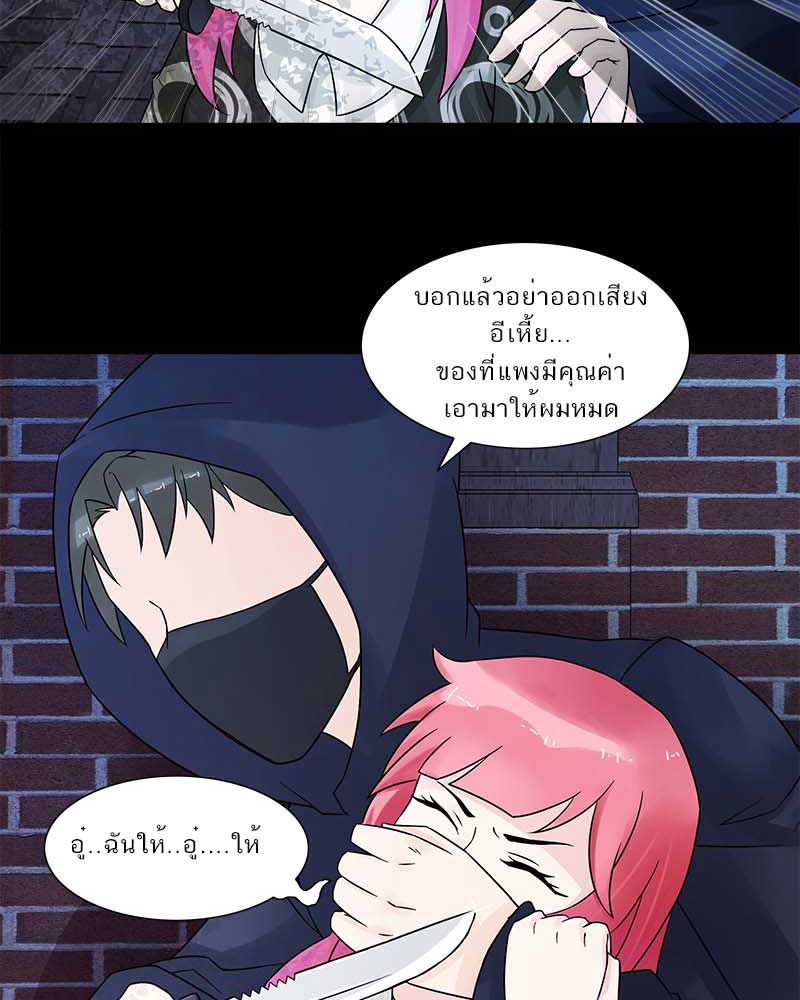 บอกแล้วอย่าออกเสียง
อีเหี้ย...
ของที่แพงมีคุณค่า
เอามาให้ผมหมด
อู๋..ฉันให้..อู๋....ให้